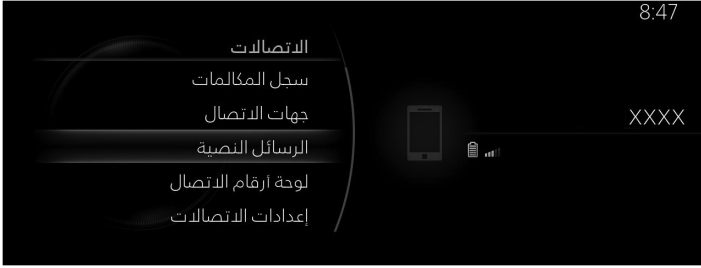 8:47
الاتصالات
سجل المكالمات
جهات الاتصال
الرسائل النصية
لوحة أرقام الاتصال
إعدادات الاتصالات
XXXX